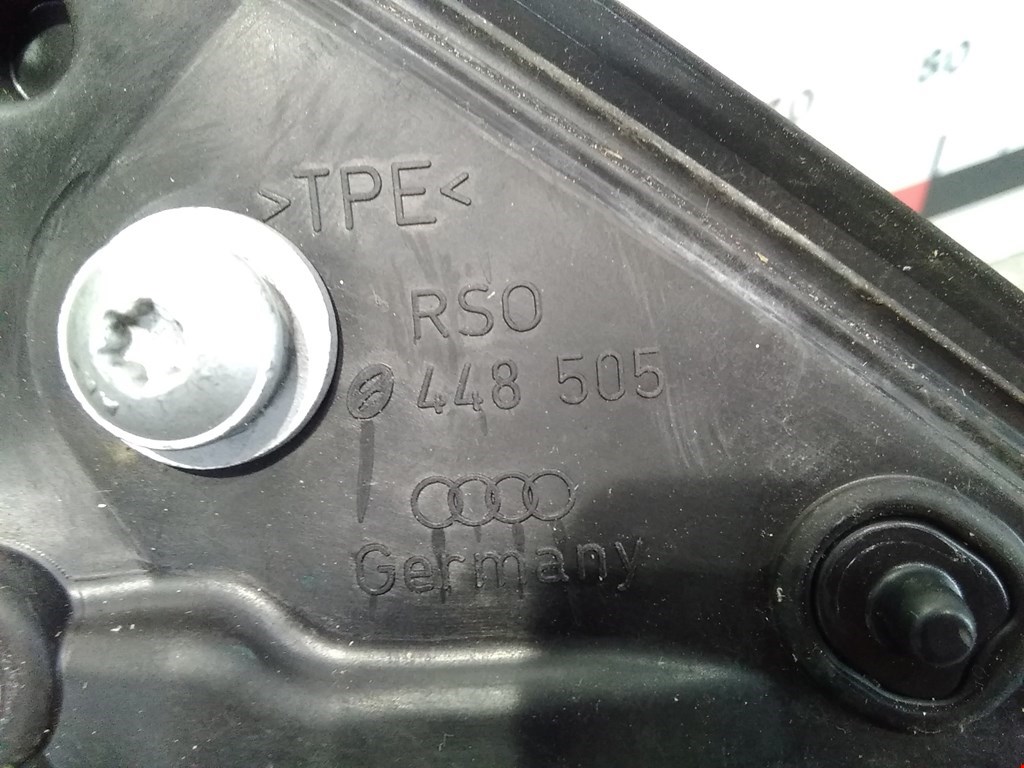 >TPE<
RSO
448 505
Germany